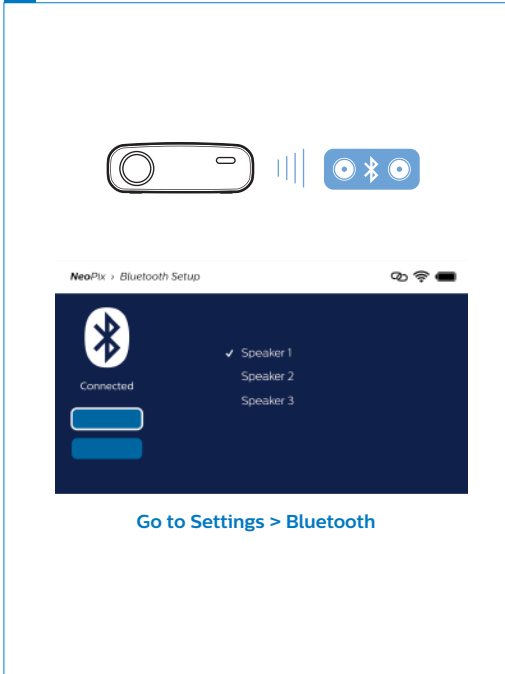 NeoPix › Bluetooth Setup
Connected
✓ Speaker 1
Speaker 2
Speaker 3
Go to Settings > Bluetooth